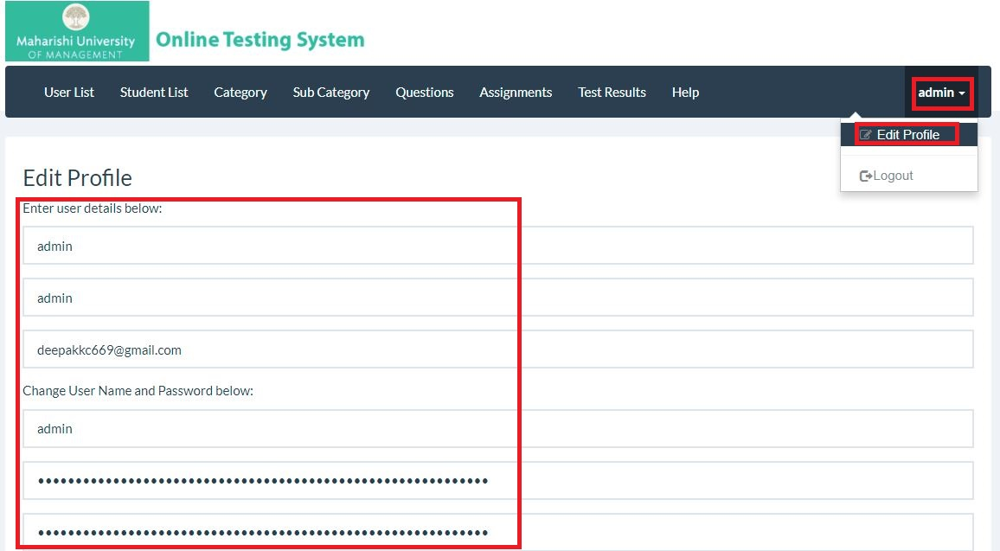 Maharishi University
OF MANAGEMENT
Online Testing System
User List Student List Category Sub Category Questions Assignments Test Results Help admin
Edit Profile
Logout
Edit Profile
Enter user details below:
admin
admin
deepakkc669@gmail.com
Change User Name and Password below:
admin
••••••••••••••••••••••••••••••••••••••••••••••••••••••••••••
••••••••••••••••••••••••••••••••••••••••••••••••••••••••••••